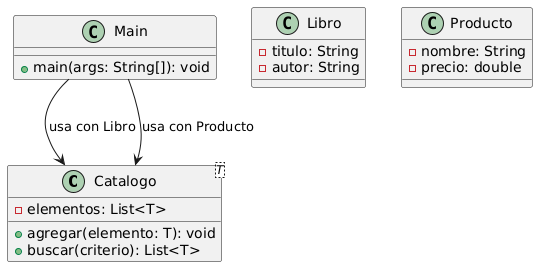 C Main
main(args: String[]): void
C Libro
titulo: String
autor: String
C Producto
nombre: String
precio: double
usa con Libro
usa con Producto
C Catalogo
T
elementos: List<T>
agregar(elemento: T): void
buscar(criterio): List<T>